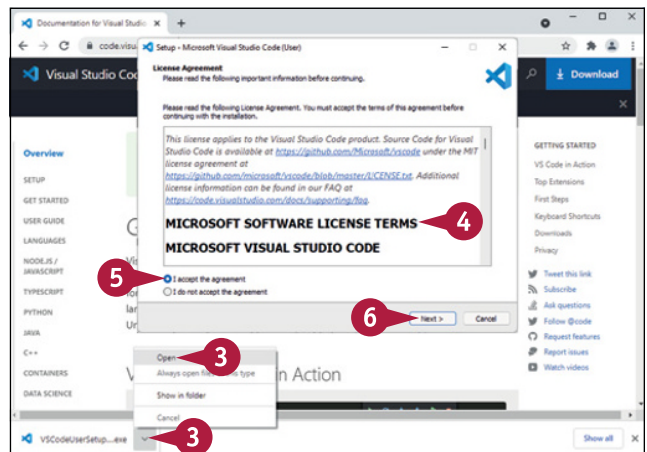 Documentation for Visual Studio
code.visu
Setup - Microsoft Visual Studio Code (User)
Visual Studio Cod
Download
License Agreement
Please read the following important information before continuing.
Please read the following License Agreement. You must accept the terms of this agreement before
continuing with the installation.
This license applies to the Visual Studio Code product. Source Code for Visual
Studio Code is available at https://github.com/Microsoft/vscode under the MIT
license agreement at
https://github.com/microsoft/vscode/blob/master/LICENSE.txt. Additional
license information can be found in our FAQ at
https://code.visualstudio.com/docs/supporting/faq.
MICROSOFT SOFTWARE LICENSE TERMS
4
MICROSOFT VISUAL STUDIO CODE
5
I accept the agreement
I do not accept the agreement
6
Next >
Cancel
Overview
SETUP
GET STARTED
USER GUIDE
LANGUAGES
NODE.JS /
JAVASCRIPT
TYPESCRIPT
PYTHON
JAVA
C++
CONTAINERS
DATA SCIENCE
G
Vis
for
lan
Un
V
n Action
Open
3
Always open files type
Show in folder
Cancel
GETTING STARTED
VS Code in Action
Top Extensions
First Steps
Keyboard Shortcuts
Downloads
Privacy
Tweet this link
Subscribe
Ask questions
Follow @code
Request features
Report issues
Watch videos
VSCodeUserSetup....exe
3
Show all